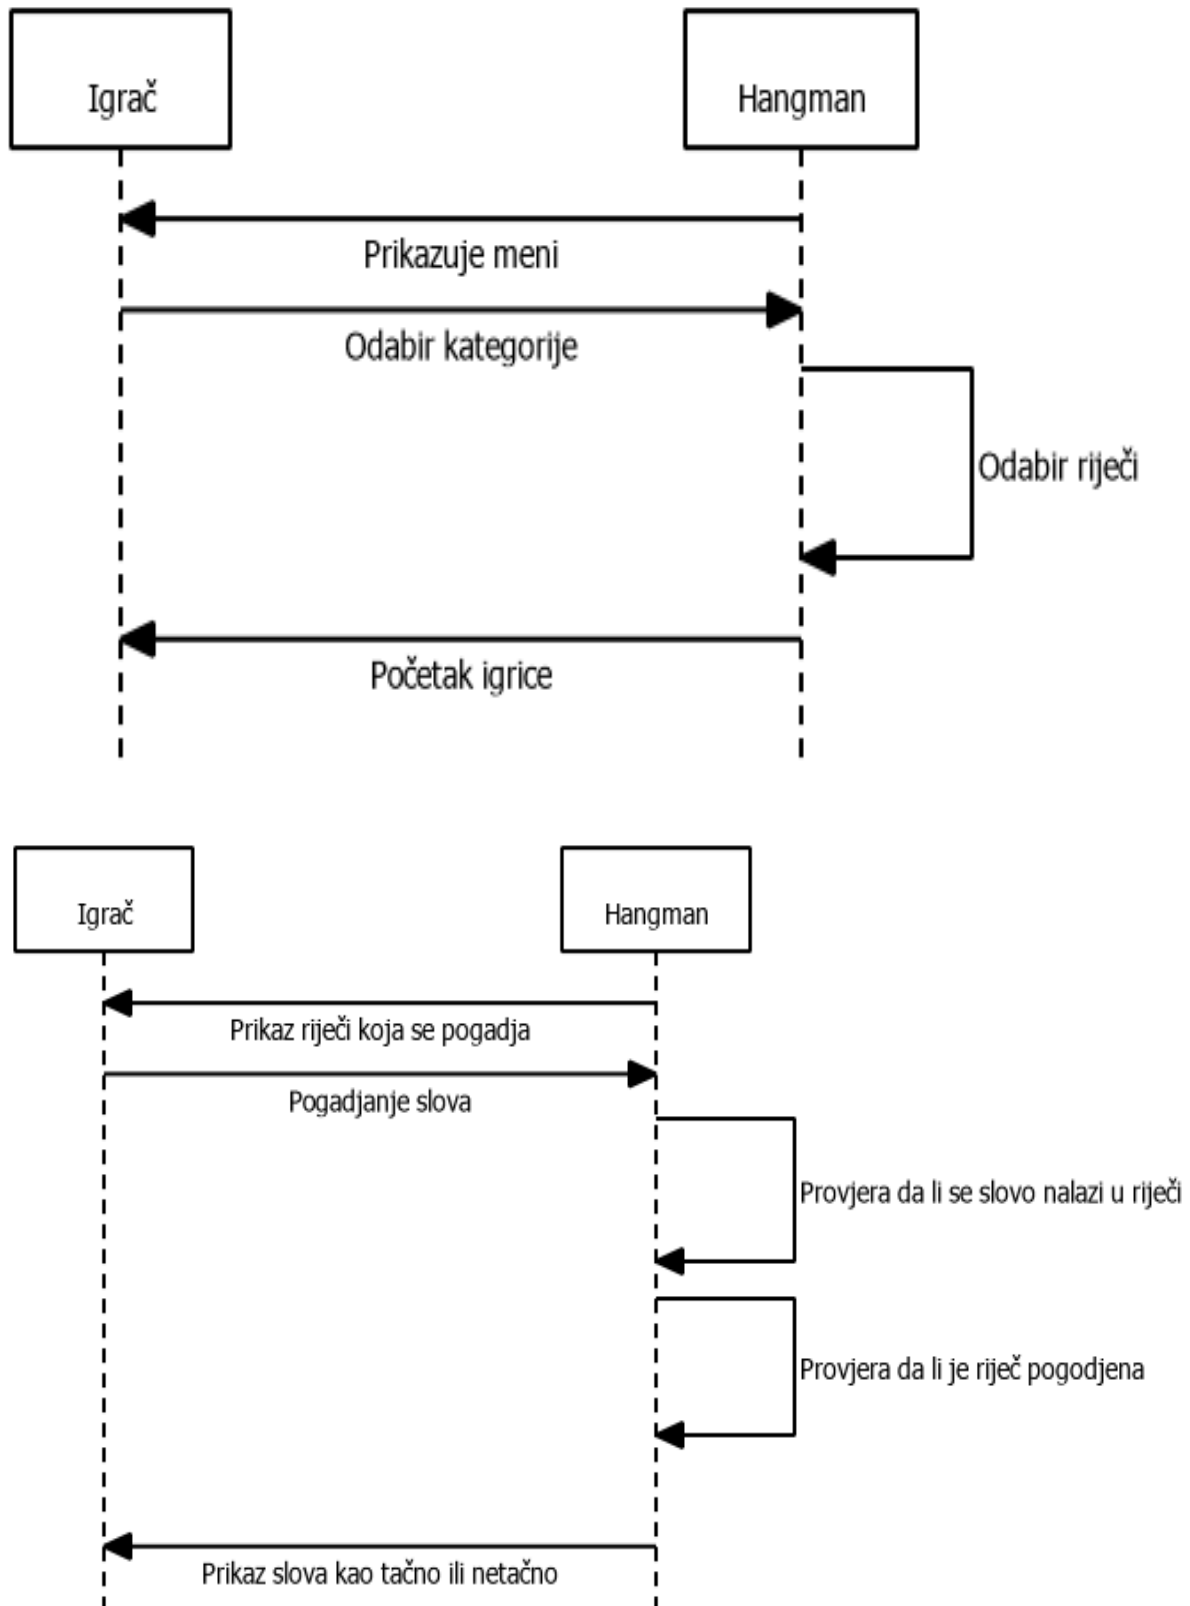 Igrač
Hangman
Prikazuje meni
Odabir kategorije
Odabir riječi
Početak igrice
Igrač
Hangman
Prikaz riječi koja se pogadja
Pogadjanje slova
Provjera da li se slovo nalazi u riječi
Provjera da li je riječ pogodjena
Prikaz slova kao tačno ili netačno